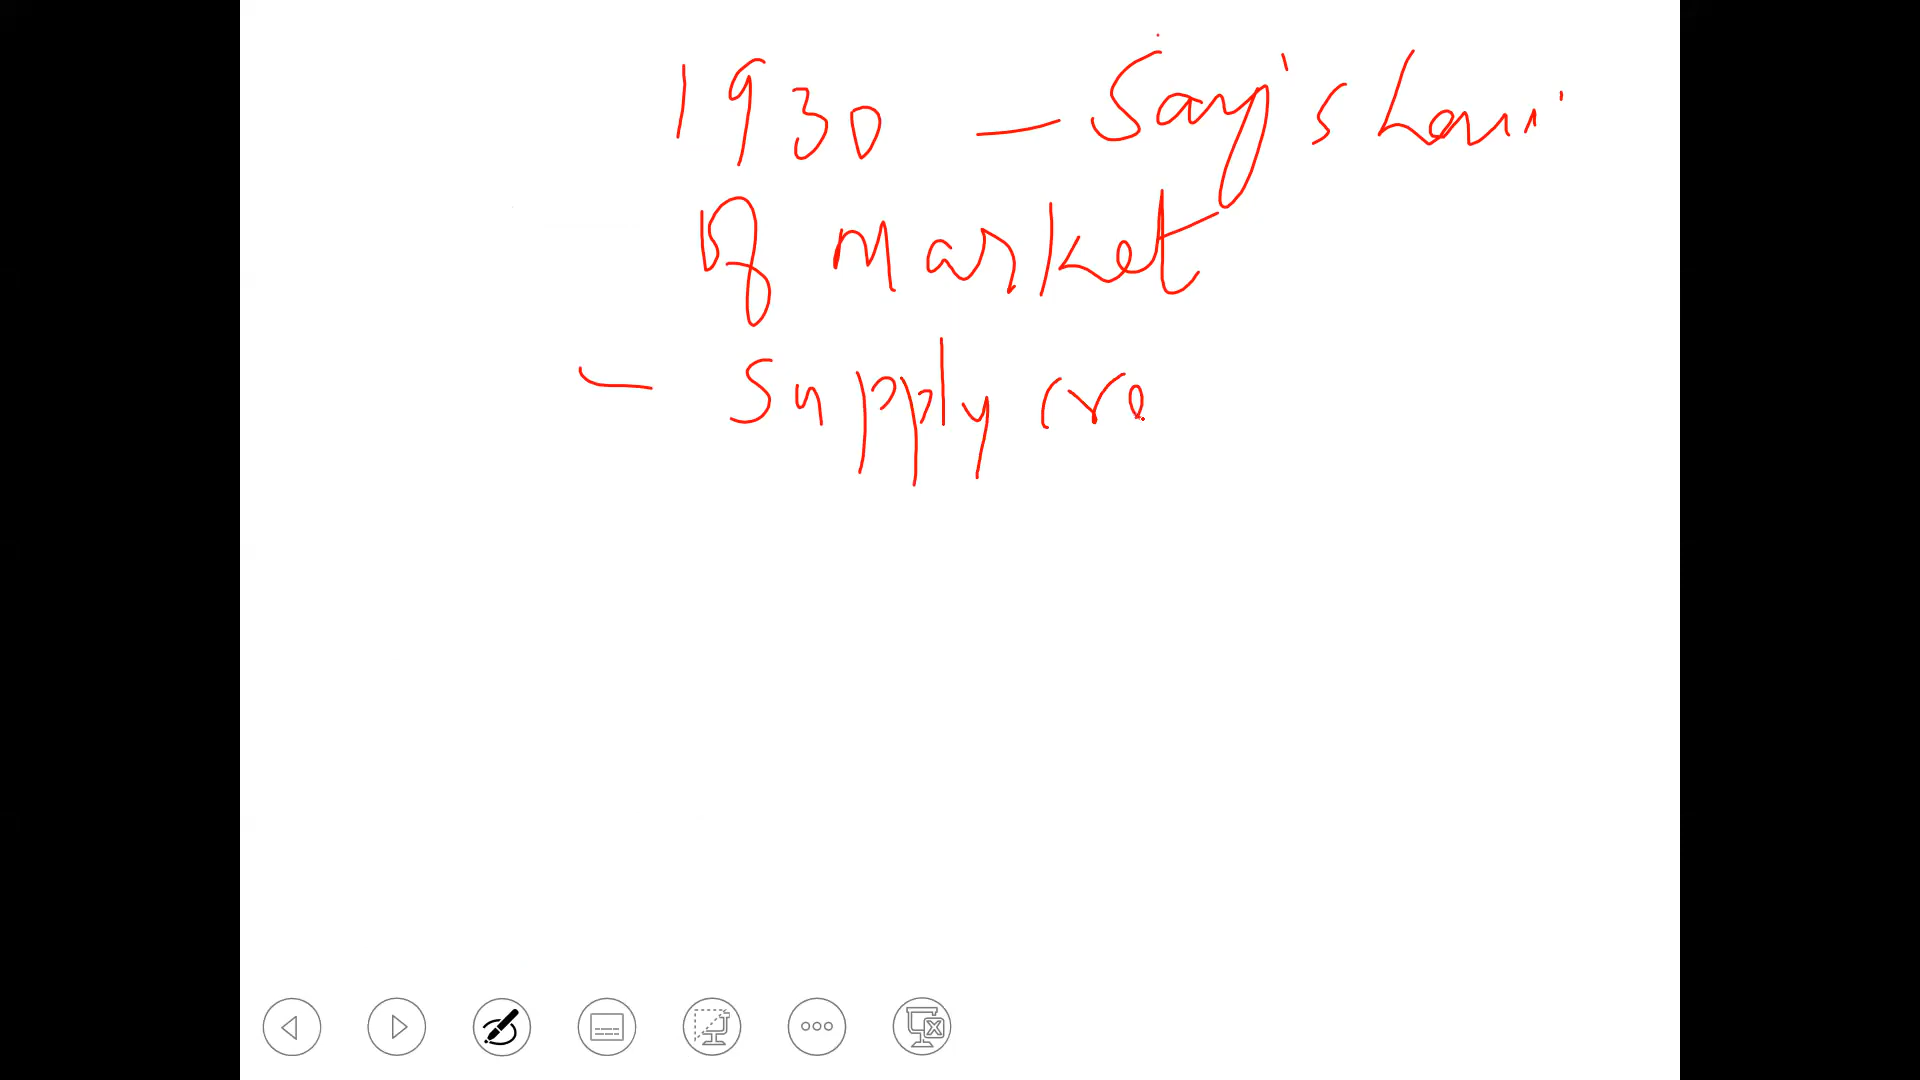 1930 — Say's Law
of Market
— Supply cre